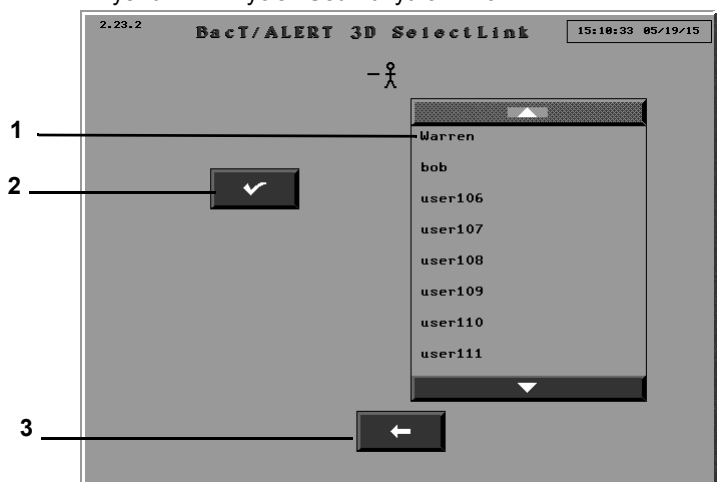 2.23.2
BacT/ALERT 3D SelectLink
15:10:33 05/19/15
1
Warren
bob
2
user106
user107
user108
user109
user110
user111
3